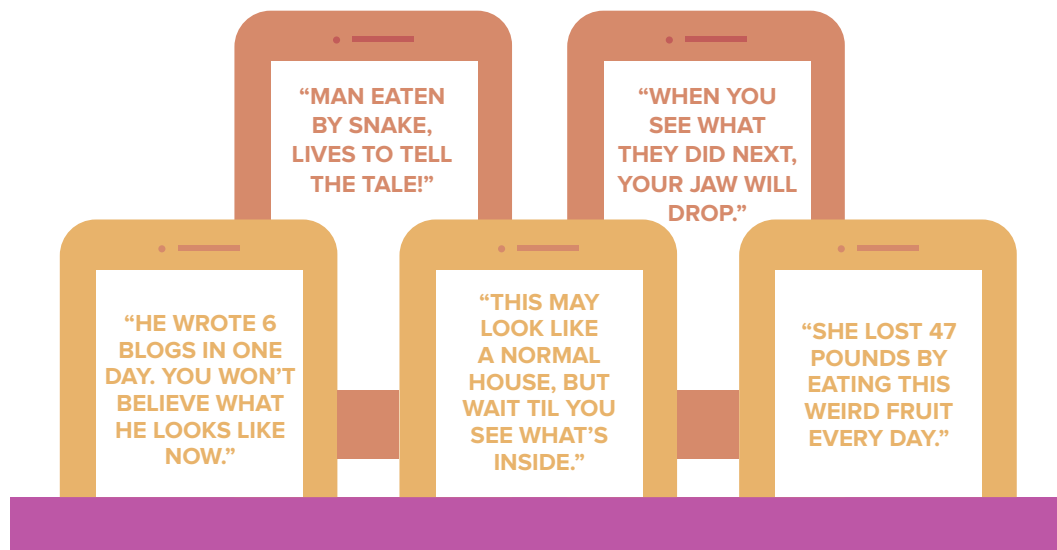 “MAN EATEN
BY SNAKE,
LIVES TO TELL
THE TALE!”
“WHEN YOU
SEE WHAT
THEY DID NEXT,
YOUR JAW WILL
DROP.”
“HE WROTE 6
BLOGS IN ONE
DAY. YOU WON’T
BELIEVE WHAT
HE LOOKS LIKE
NOW.”
“THIS MAY
LOOK LIKE
A NORMAL
HOUSE, BUT
WAIT TIL YOU
SEE WHAT’S
INSIDE.”
“SHE LOST 47
POUNDS BY
EATING THIS
WEIRD FRUIT
EVERY DAY.”